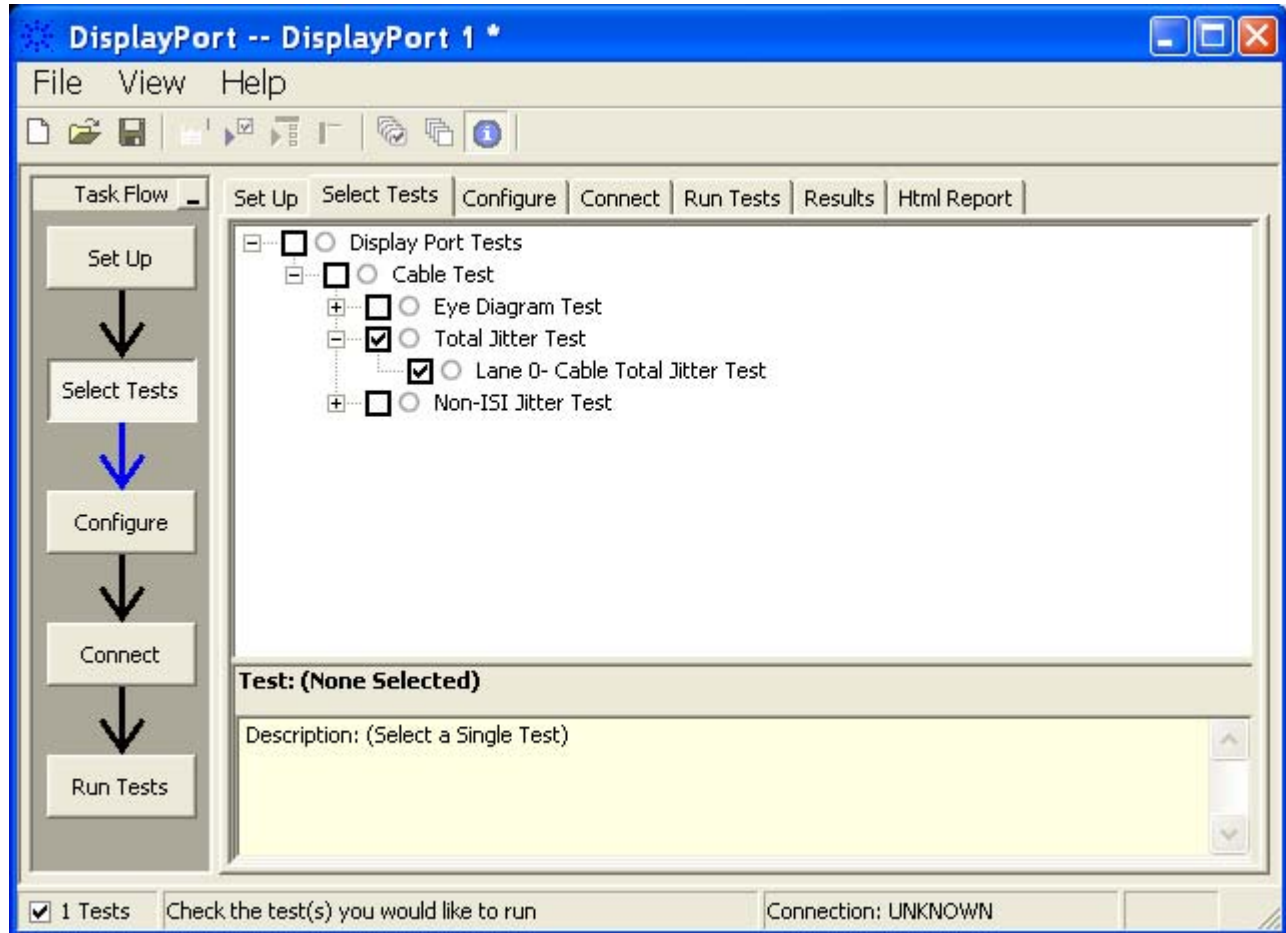 DisplayPort -- DisplayPort 1 *
File View Help
Task Flow
Set Up
Select Tests
Configure
Connect
Run Tests
Set Up Select Tests Configure Connect Run Tests Results Html Report
Display Port Tests
Cable Test
Eye Diagram Test
Total Jitter Test
Lane 0- Cable Total Jitter Test
Non-ISI Jitter Test
Test: (None Selected)
Description: (Select a Single Test)
1 Tests Check the test(s) you would like to run Connection: UNKNOWN